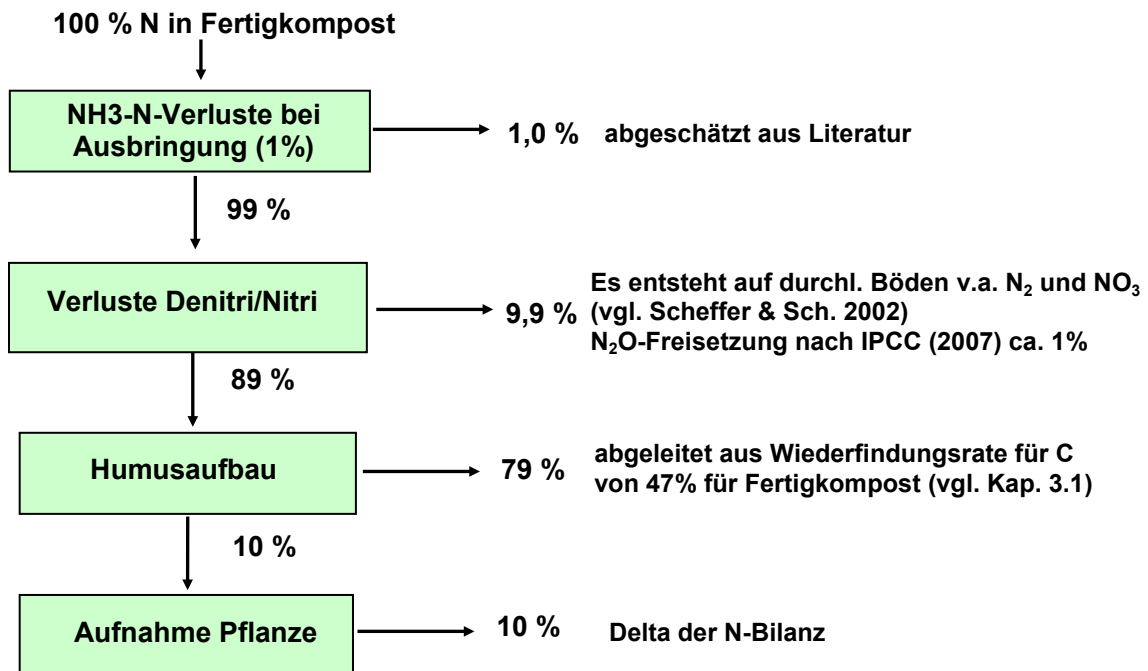 100 % N in Fertigkompost
NH3-N-Verluste bei
Ausbringung (1%)
1,0 % abgeschätzt aus Literatur
99 %
Verluste Denitri/Nitri
9,9 %
Es entsteht auf durchl. Böden v.a. N₂ und NO₃
(vgl. Scheffer & Sch. 2002)
N₂O-Freisetzung nach IPCC (2007) ca. 1%
89 %
Humusaufbau
79 %
abgeleitet aus Wiederfindungsrate für C
von 47% für Fertigkompost (vgl. Kap. 3.1)
10 %
Aufnahme Pflanze
10 % Delta der N-Bilanz